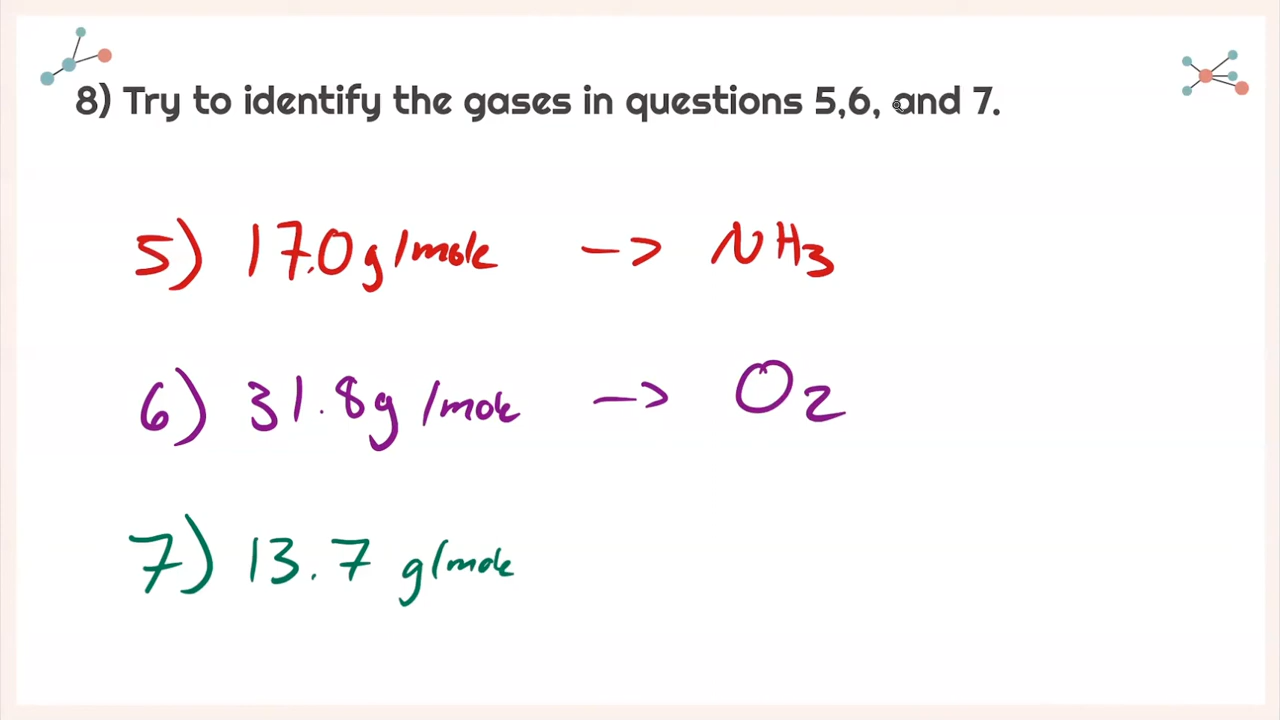 8) Try to identify the gases in questions 5,6, and 7.
5) 17.0g/mole -> NH3
6) 31.8g/mole -> O2
7) 13.7 g/mole